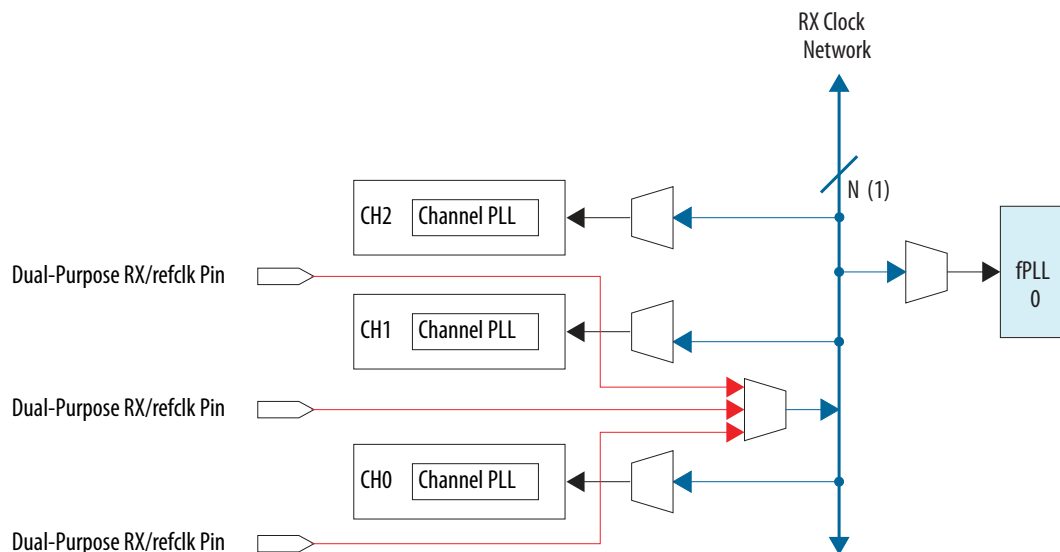 RX Clock
Network
N (1)
CH2 Channel PLL
Dual-Purpose RX/refclk Pin
fPLL
0
CH1 Channel PLL
Dual-Purpose RX/refclk Pin
CH0 Channel PLL
Dual-Purpose RX/refclk Pin